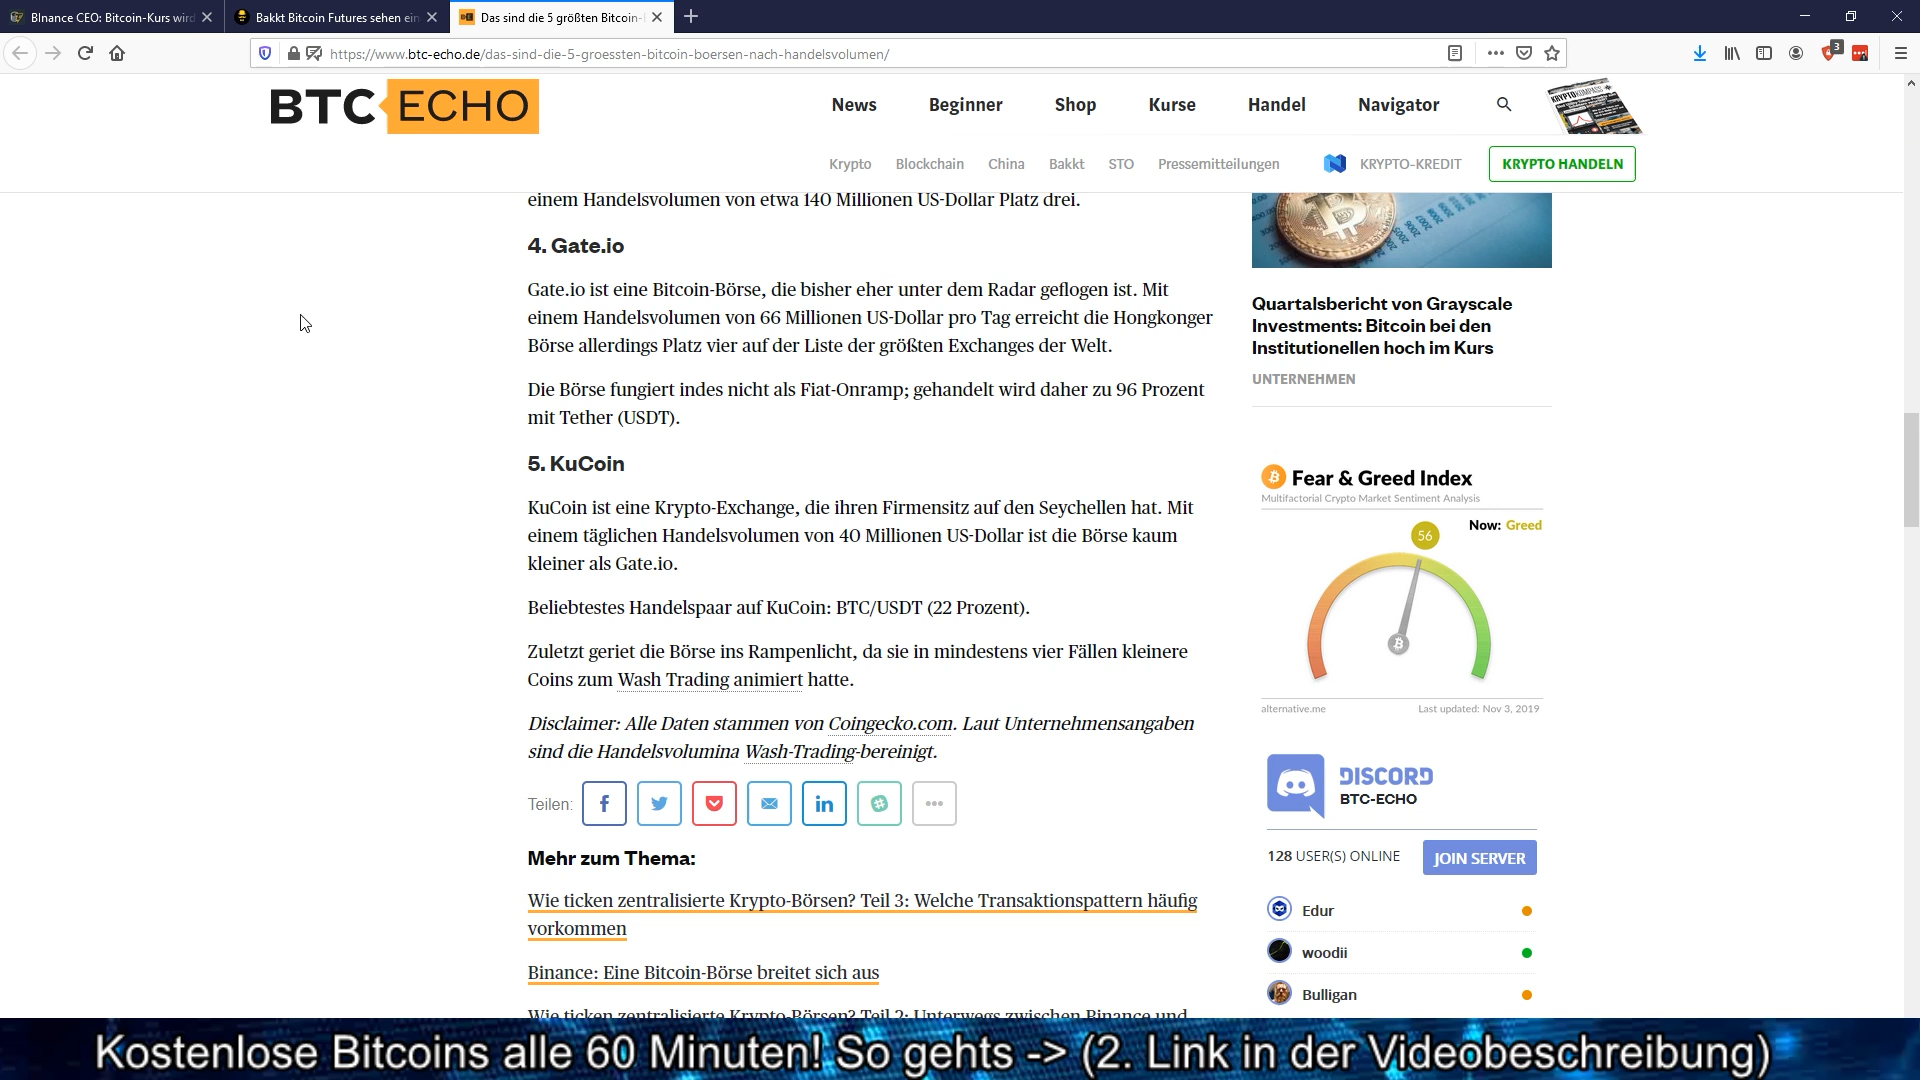 BInance CEO: Bitcoin-Kurs wird
Bakkt Bitcoin Futures sehen ein
Das sind die 5 größten Bitcoin-
https://www.btc-echo.de/das-sind-die-5-groessten-bitcoin-boersen-nach-handelsvolumen/
3
BTC ECHO
News
Beginner
Shop
Kurse
Handel
Navigator
KRYPTOKOMPASS
Krypto
Blockchain
China
Bakkt
STO
Pressemitteilungen
KRYPTO-KREDIT
KRYPTO HANDELN
einem Handelsvolumen von etwa 140 Millionen US-Dollar Platz drei.
4. Gate.io
Gate.io ist eine Bitcoin-Börse, die bisher eher unter dem Radar geflogen ist. Mit
einem Handelsvolumen von 66 Millionen US-Dollar pro Tag erreicht die Hongkonger
Börse allerdings Platz vier auf der Liste der größten Exchanges der Welt.
Die Börse fungiert indes nicht als Fiat-Onramp; gehandelt wird daher zu 96 Prozent
mit Tether (USDT).
5. KuCoin
KuCoin ist eine Krypto-Exchange, die ihren Firmensitz auf den Seychellen hat. Mit
einem täglichen Handelsvolumen von 40 Millionen US-Dollar ist die Börse kaum
kleiner als Gate.io.
Beliebtestes Handelspaar auf KuCoin: BTC/USDT (22 Prozent).
Zuletzt geriet die Börse ins Rampenlicht, da sie in mindestens vier Fällen kleinere
Coins zum Wash Trading animiert hatte.
Disclaimer: Alle Daten stammen von Coingecko.com. Laut Unternehmensangaben
sind die Handelsvolumina Wash-Trading-bereinigt.
Teilen:
Mehr zum Thema:
Wie ticken zentralisierte Krypto-Börsen? Teil 3: Welche Transaktionspattern häufig
vorkommen
Binance: Eine Bitcoin-Börse breitet sich aus
Wie ticken zentralisierte Krypto-Börsen? Teil 2: Unterwegs zwischen Binance und
Quartalsbericht von Grayscale
Investments: Bitcoin bei den
Institutionellen hoch im Kurs
UNTERNEHMEN
Fear & Greed Index
Multifactorial Crypto Market Sentiment Analysis
Now: Greed
56
alternative.me
Last updated: Nov 3, 2019
DISCORD
BTC-ECHO
128 USER(S) ONLINE
JOIN SERVER
Edur
woodii
Bulligan
Kostenlose Bitcoins alle 60 Minuten! So gehts -> (2. Link in der Videobeschreibung)